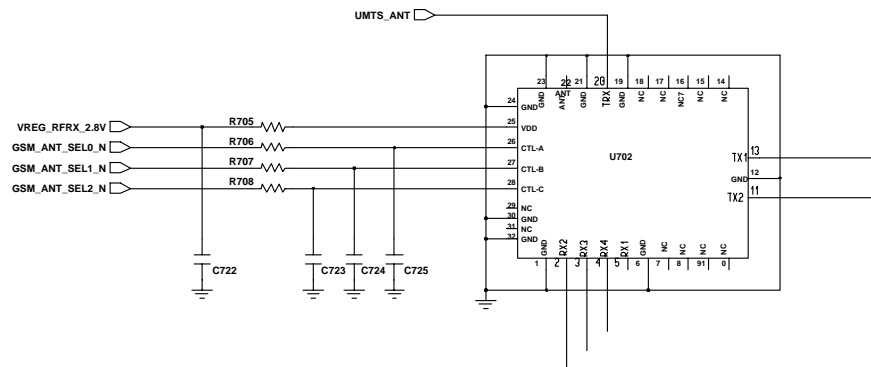 UMTS_ANT
23 22 21 20 19 18 17 16 15 14
GND ANT ANT GND TRX GND NC NC NC7 NC NC
24 GND
VREG_RFRX_2.8V R705 25 VDD
GSM_ANT_SEL0_N R706 26 CTL-A
U702
TX1 13
GSM_ANT_SEL1_N R707 27 CTL-B
GND 12
GSM_ANT_SEL2_N R708 28 CTL-C
TX2 11
29 NC
30 GND
31 NC
32 GND
GND RX2 RX3 RX4 RX1 GND NC NC NC NC
1 2 3 4 5 6 7 8 91 0
C722 C723 C724 C725